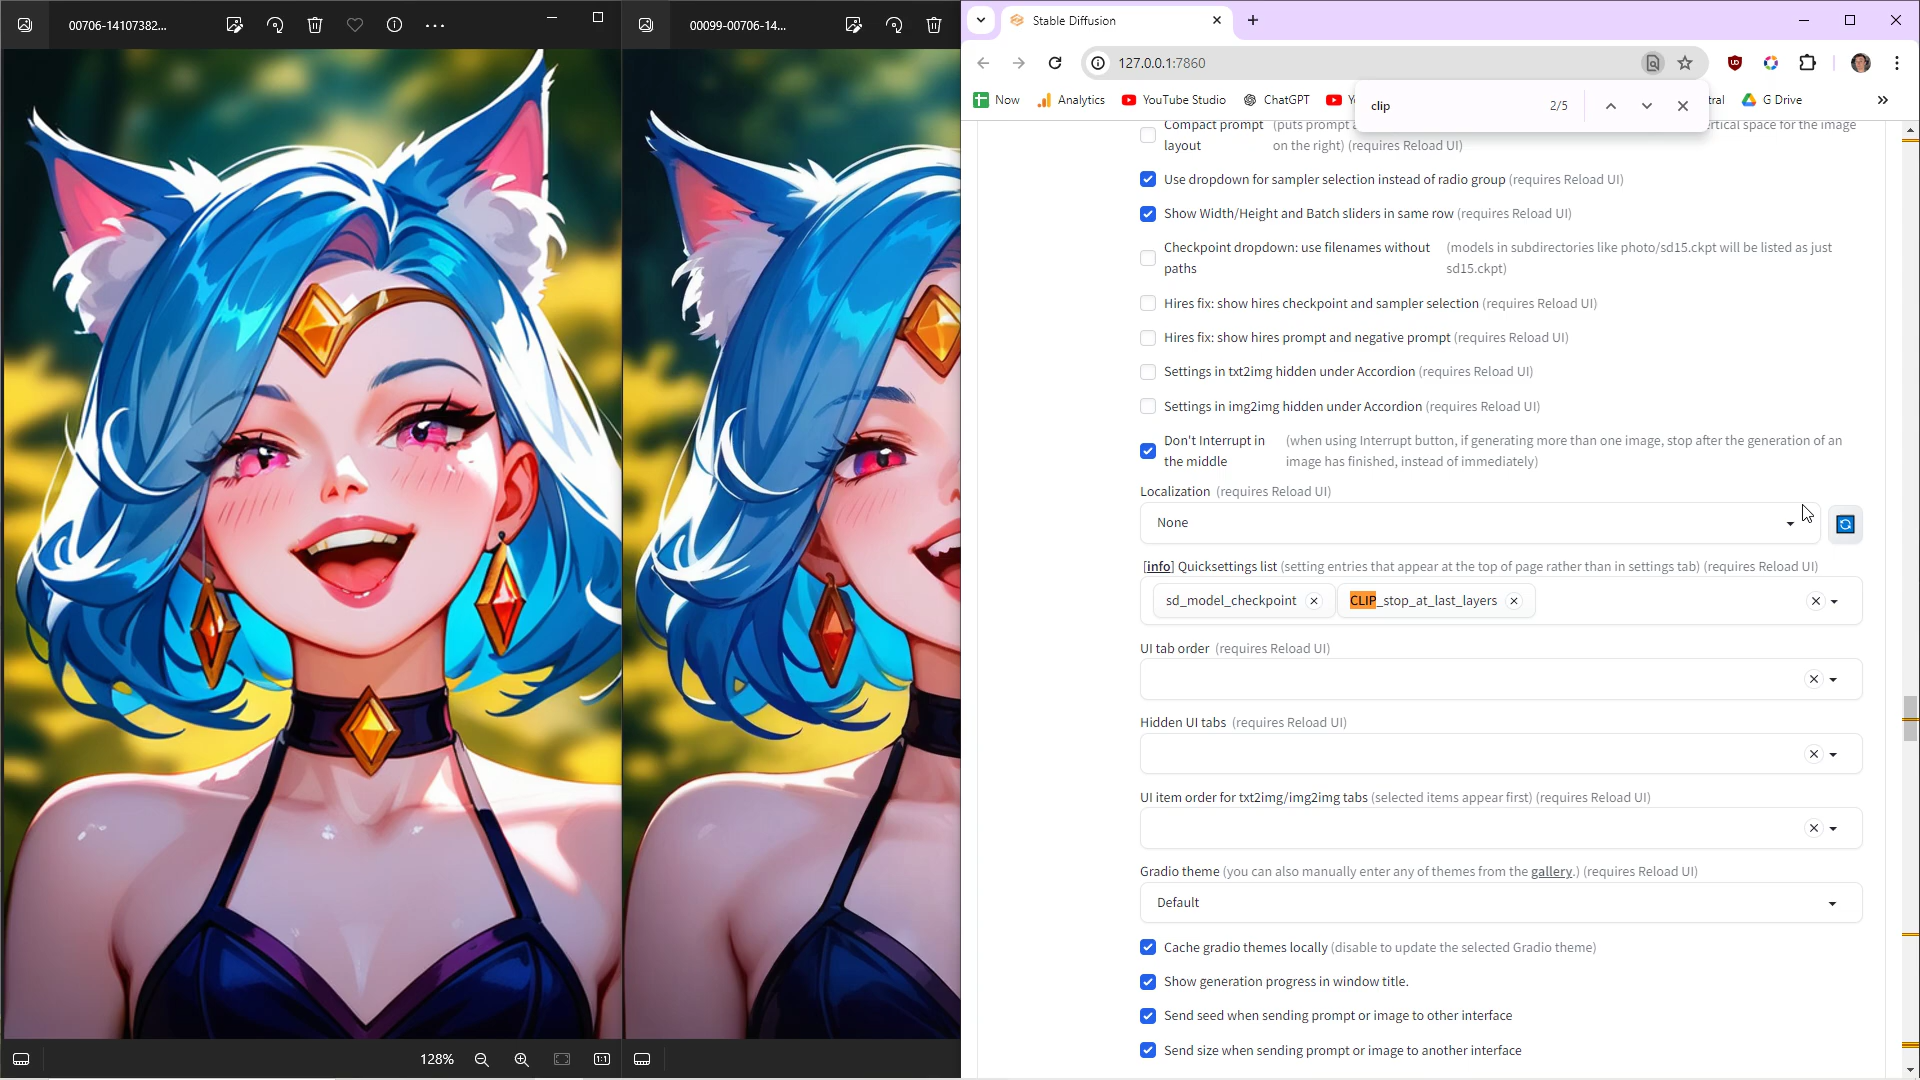 00706-14107382...
00099-00706-14...
Stable Diffusion
127.0.0.1:7860
Now
Analytics
YouTube Studio
ChatGPT
G Drive
clip
2/5
Compact prompt layout
on the right) (requires Reload UI)
Use dropdown for sampler selection instead of radio group (requires Reload UI)
Show Width/Height and Batch sliders in same row (requires Reload UI)
Checkpoint dropdown: use filenames without paths
(models in subdirectories like photo/sd15.ckpt will be listed as just
sd15.ckpt)
Hires fix: show hires checkpoint and sampler selection (requires Reload UI)
Hires fix: show hires prompt and negative prompt (requires Reload UI)
Settings in txt2img hidden under Accordion (requires Reload UI)
Settings in img2img hidden under Accordion (requires Reload UI)
Don't Interrupt in the middle
(when using Interrupt button, if generating more than one image, stop after the generation of an
image has finished, instead of immediately)
Localization (requires Reload UI)
None
[info] Quicksettings list (setting entries that appear at the top of page rather than in settings tab) (requires Reload UI)
sd_model_checkpoint
CLIP_stop_at_last_layers
UI tab order (requires Reload UI)
Hidden UI tabs (requires Reload UI)
UI item order for txt2img/img2img tabs (selected items appear first) (requires Reload UI)
Gradio theme (you can also manually enter any of themes from the gallery.) (requires Reload UI)
Default
Cache gradio themes locally (disable to update the selected Gradio theme)
Show generation progress in window title.
Send seed when sending prompt or image to other interface
Send size when sending prompt or image to another interface
128%
1:1